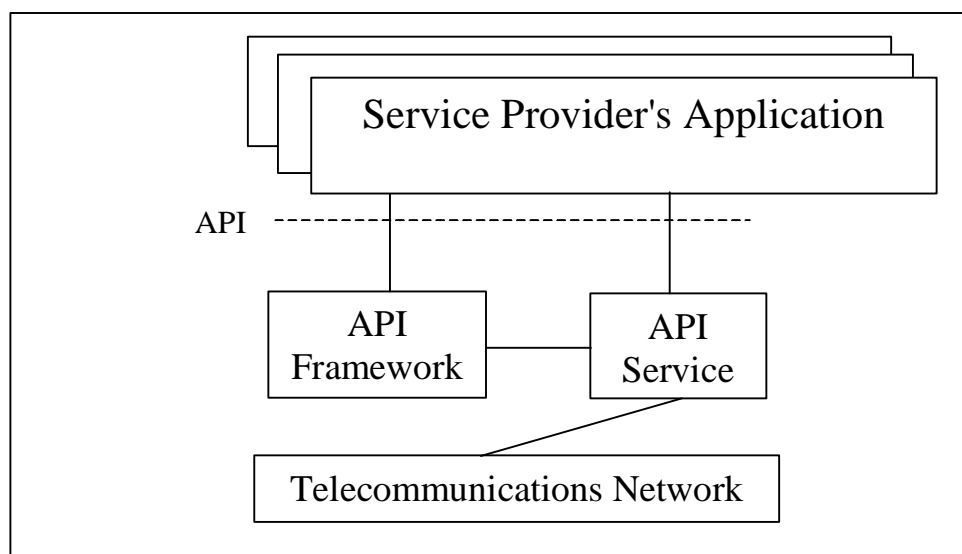 Service Provider's Application
API
API
Framework
API
Service
Telecommunications Network